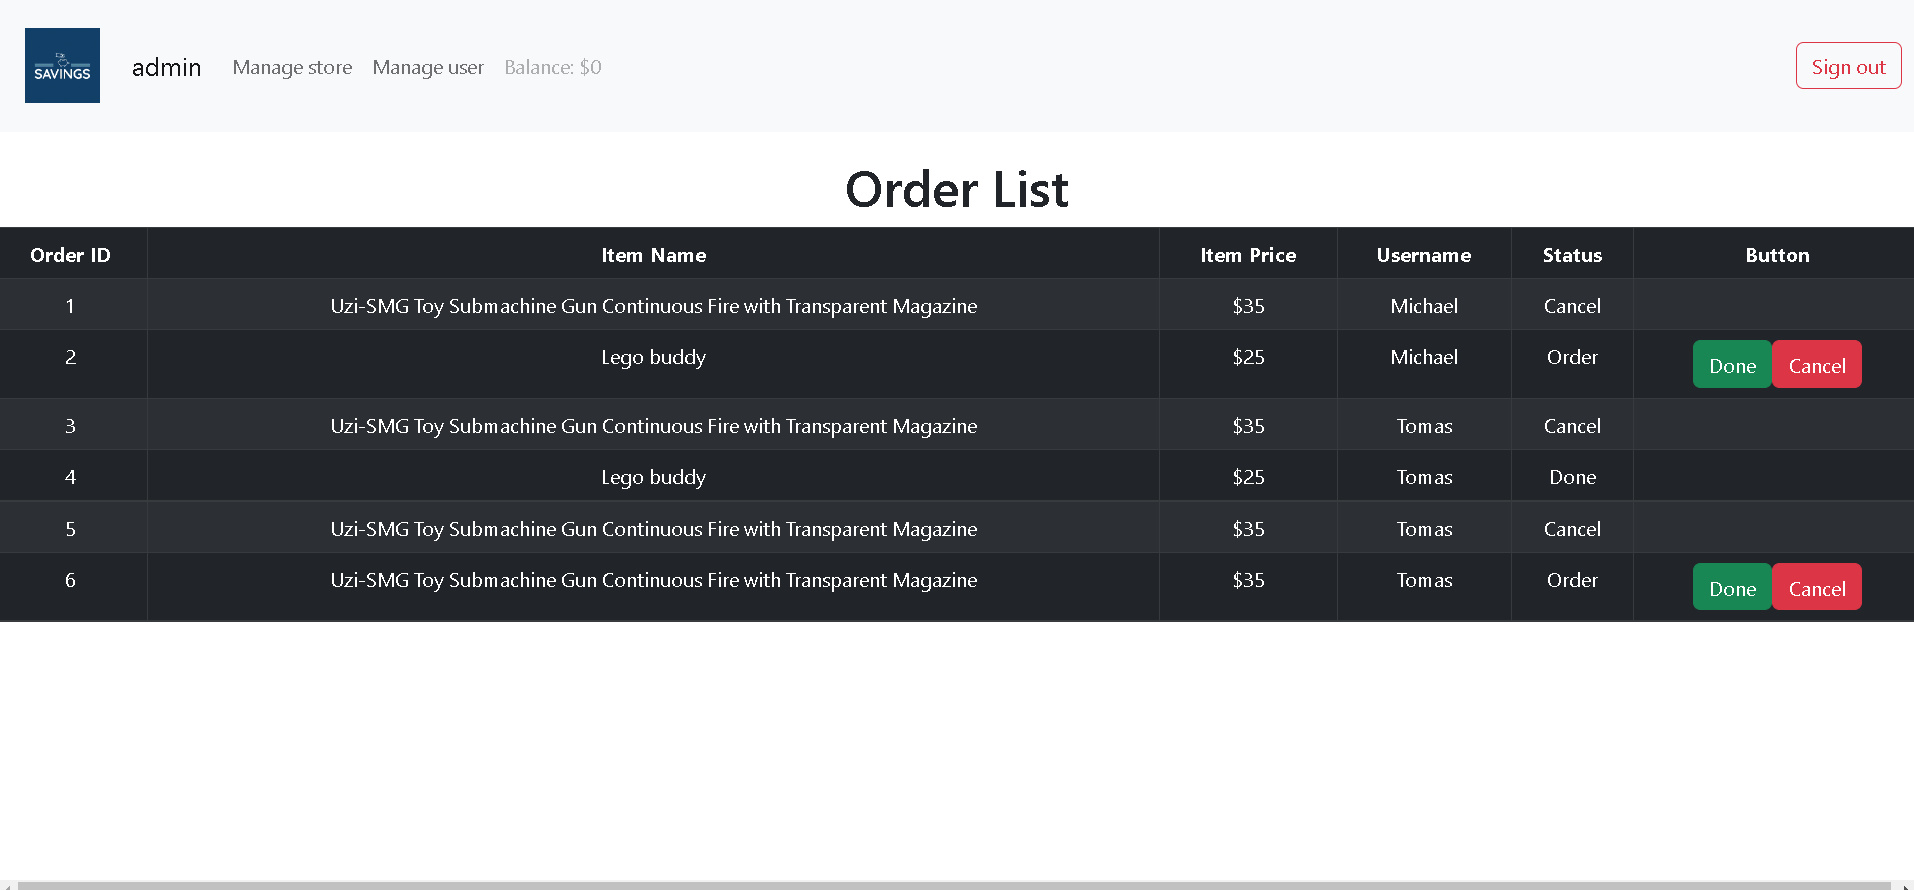 SAVINGS
admin Manage store Manage user Balance: $0 Sign out
Order List
Order ID Item Name Item Price Username Status Button
1 Uzi-SMG Toy Submachine Gun Continuous Fire with Transparent Magazine $35 Michael Cancel
2 Lego buddy $25 Michael Order Done Cancel
3 Uzi-SMG Toy Submachine Gun Continuous Fire with Transparent Magazine $35 Tomas Cancel
4 Lego buddy $25 Tomas Done
5 Uzi-SMG Toy Submachine Gun Continuous Fire with Transparent Magazine $35 Tomas Cancel
6 Uzi-SMG Toy Submachine Gun Continuous Fire with Transparent Magazine $35 Tomas Order Done Cancel